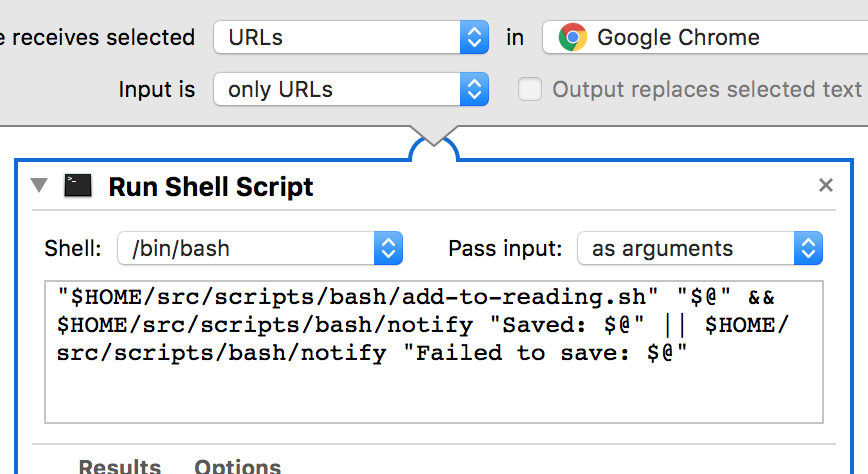 e receives selected URLs in Google Chrome
Input is only URLs Output replaces selected text
Run Shell Script
Shell: /bin/bash Pass input: as arguments
"$HOME/src/scripts/bash/add-to-reading.sh" "$@" &&
$HOME/src/scripts/bash/notify "Saved: $@" || $HOME/
src/scripts/bash/notify "Failed to save: $@"
Results Options